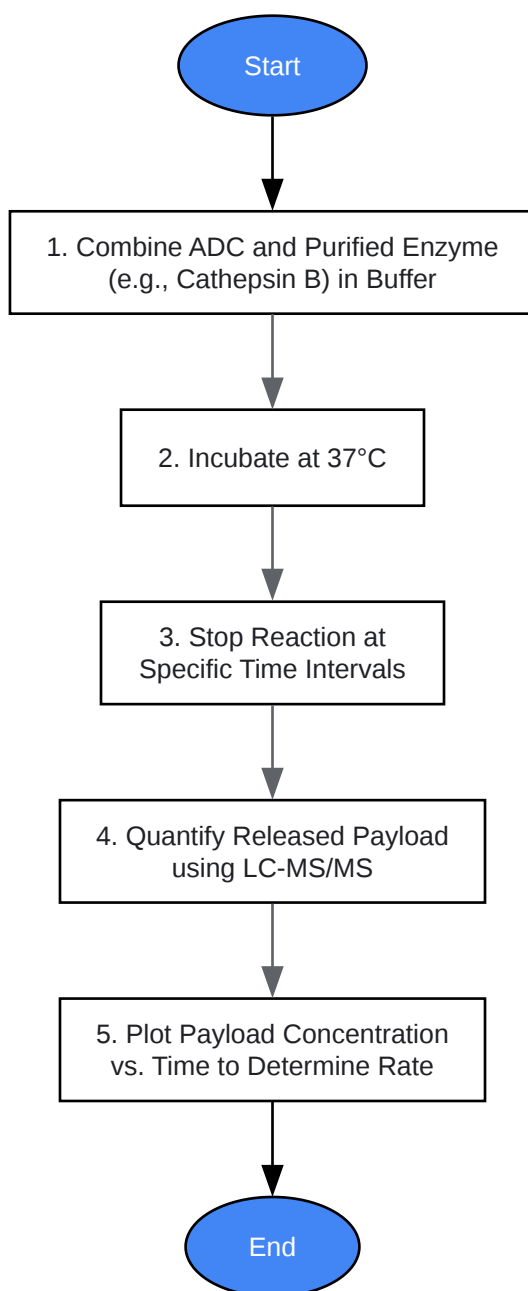 Start
1. Combine ADC and Purified Enzyme
(e.g., Cathepsin B) in Buffer
2. Incubate at 37°C
3. Stop Reaction at
Specific Time Intervals
4. Quantify Released Payload
using LC-MS/MS
5. Plot Payload Concentration
vs. Time to Determine Rate
End